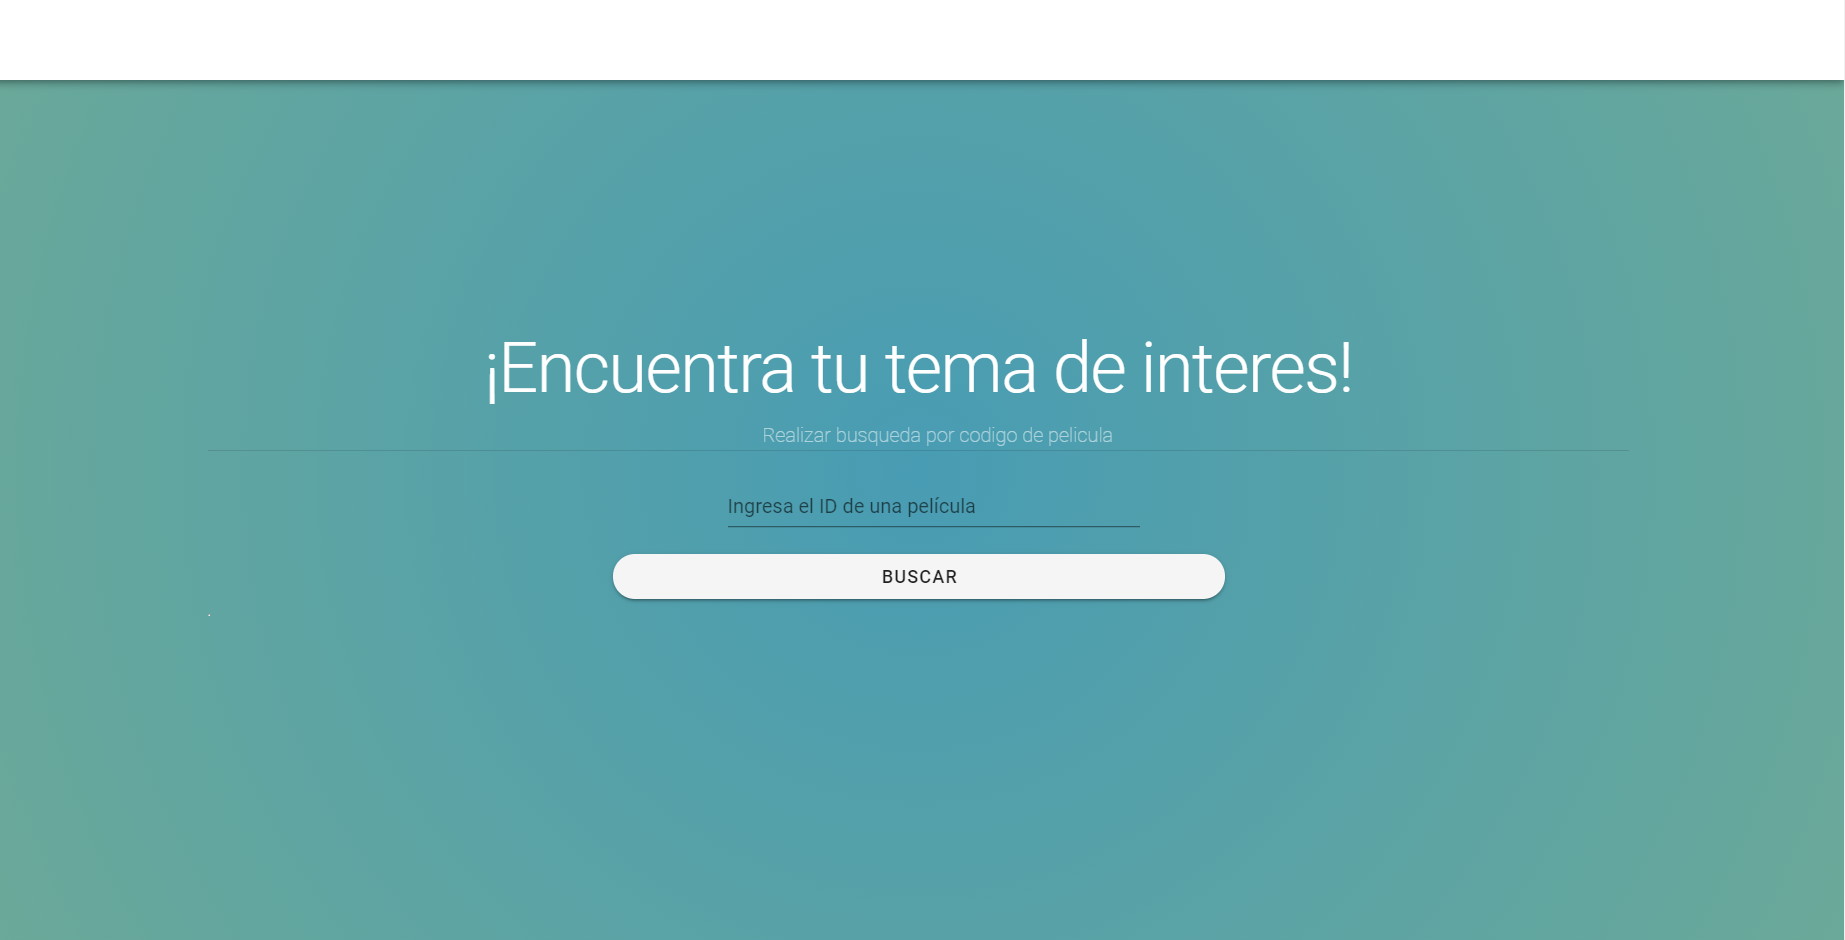 ¡Encuentra tu tema de interes!
Realizar busqueda por codigo de pelicula
Ingresa el ID de una película
BUSCAR
.